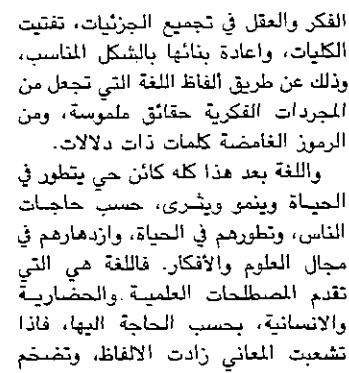 الفكر والعقل في تجميع الجزئيات، تفتيت
الكليات، واعادة بنائها بالشكل المناسب،
وذلك عن طريق ألفاظ اللغة التي تجعل من
المجردات الفكرية حقائق ملموسة، ومن
الرموز الغامضة كلمات ذات دلالات.
واللغة بعد هذا كله كائن حي يتطور في
الحياة وينمو ويثرى، حسب حاجات
الناس، وتطورهم في الحياة، وازدهارهم في
مجال العلوم والأفكار. فاللغة هي التي
تقدم المصطلحات العلمية والحضارية
والانسانية، بحسب الحاجة اليها، فاذا
تشعبت المعاني زادت الالفاظ، وتضخم